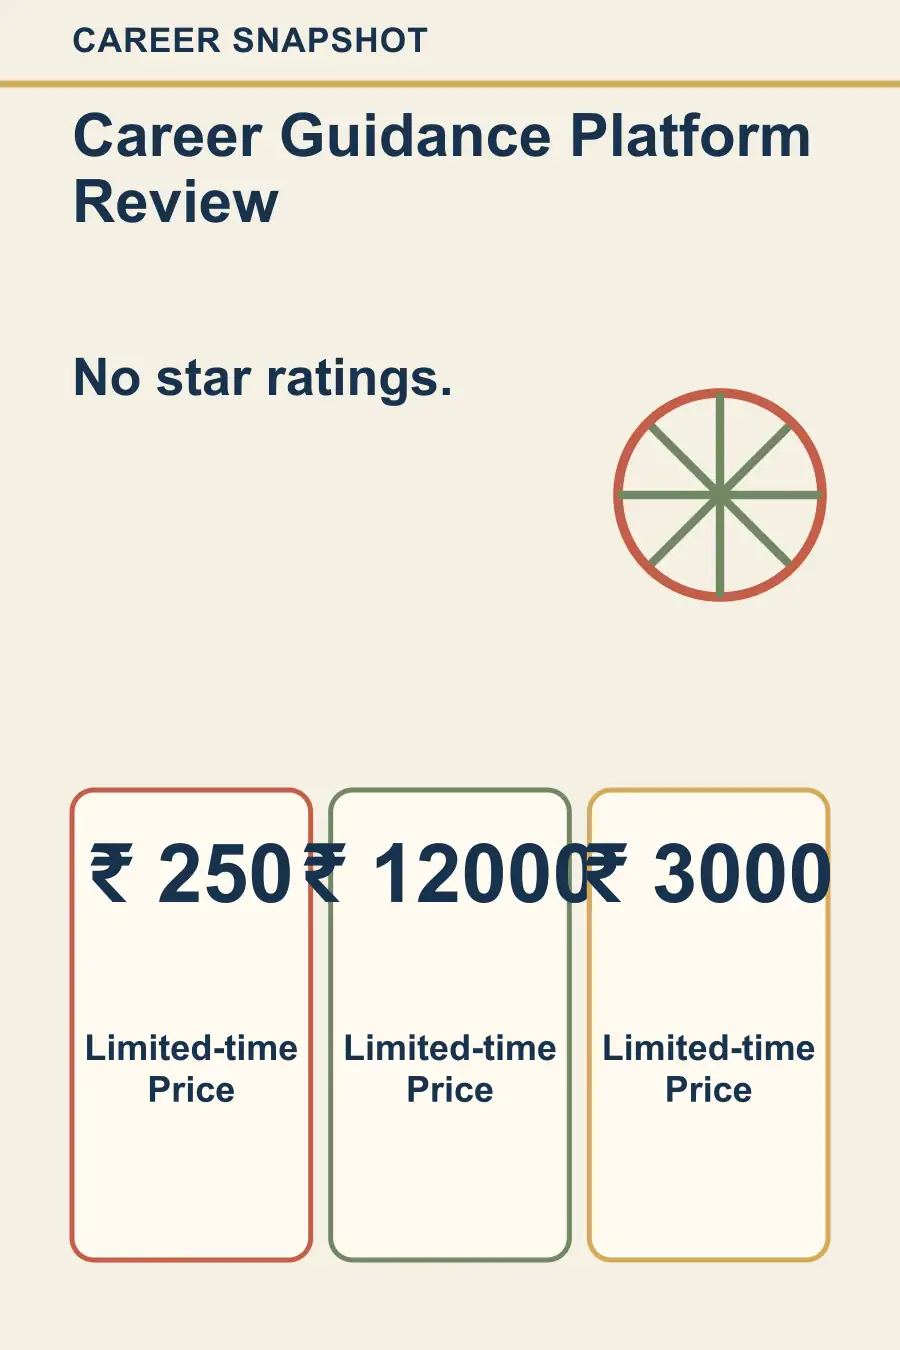 CAREER SNAPSHOT
Career Guidance Platform
Review
No star ratings.
₹ 250
₹ 12000
₹ 3000
Limited-time
Price
Limited-time
Price
Limited-time
Price